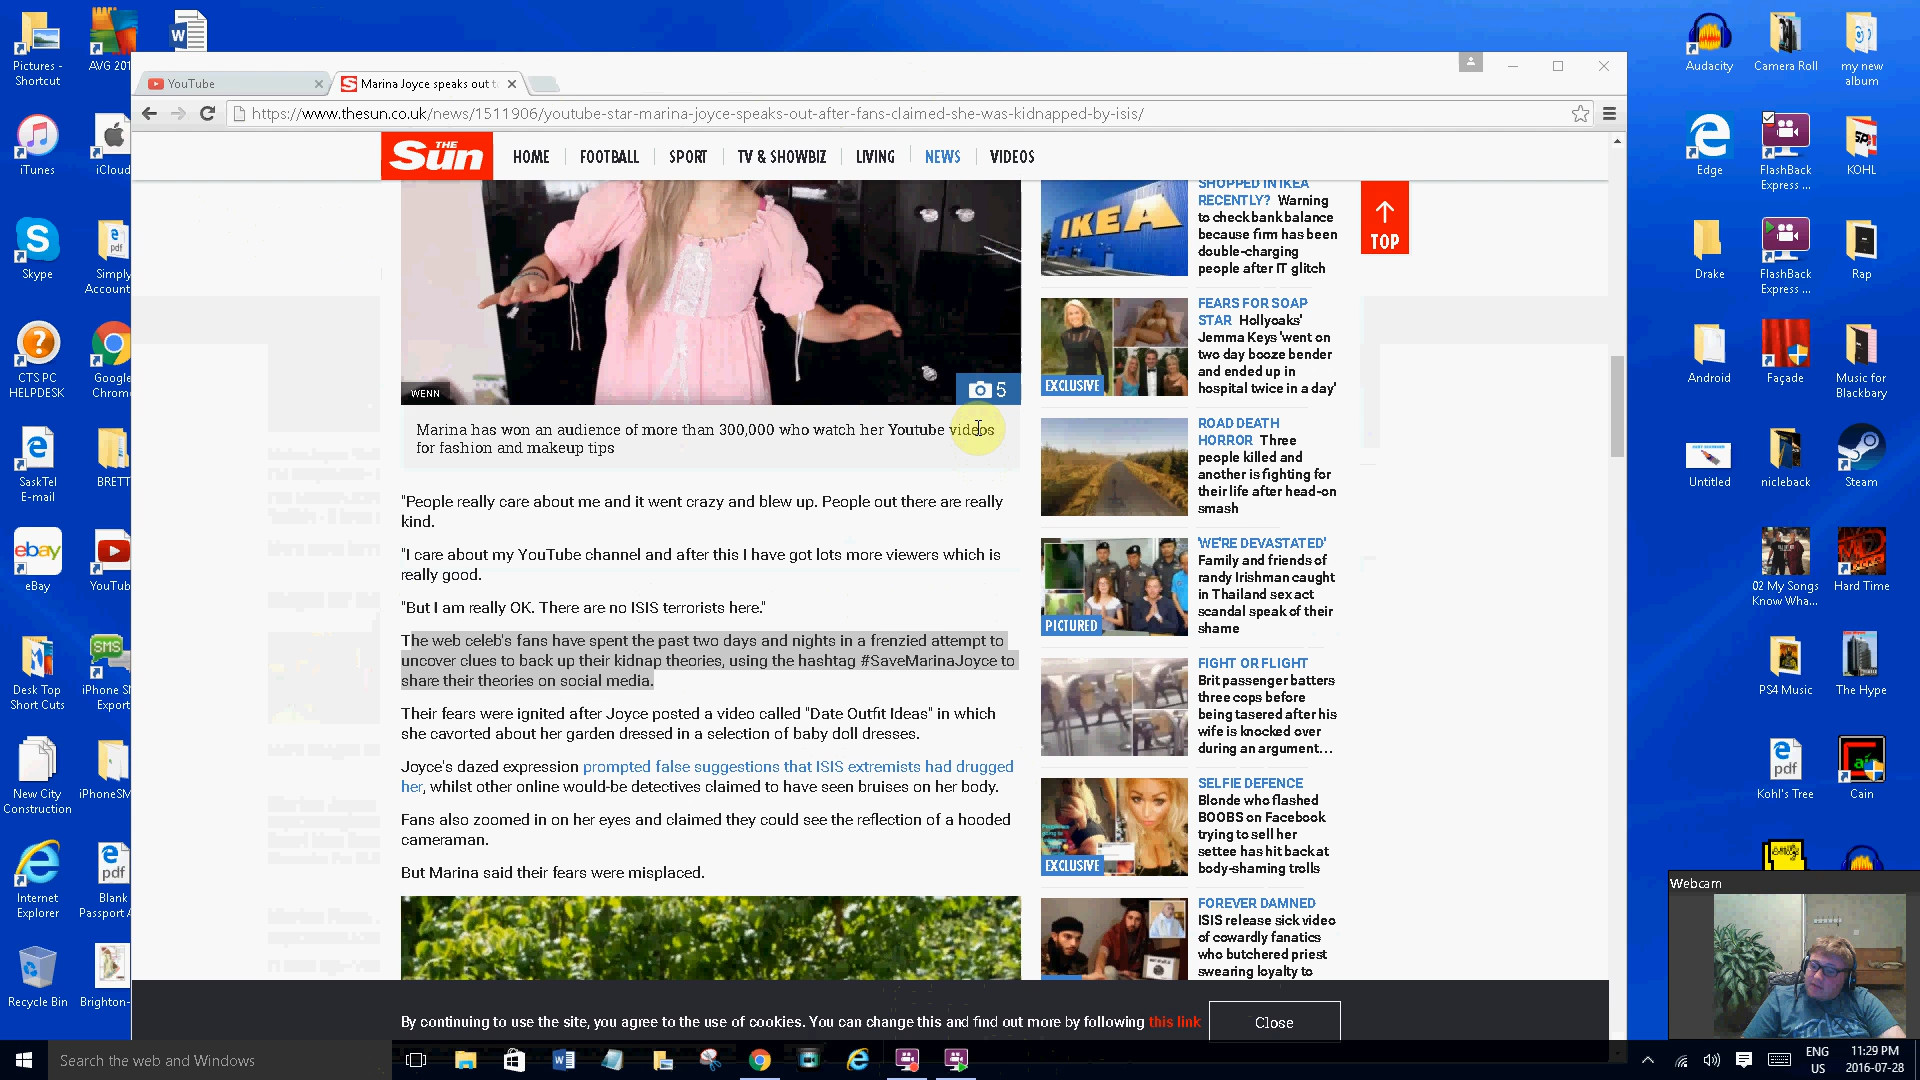 Pictures - Shortcut
AVG 201
iTunes
iCloud
Skype
Simply Account
CTS PC HELPDESK
Google Chrom
SaskTel E-mail
BRETT
eBay
YouTub
Desk Top Short Cuts
iPhone SM Export
New City Construction
iPhoneSM
Internet Explorer
Blank Passport A
Recycle Bin
Brighton-
YouTube
Marina Joyce speaks out t
https://www.thesun.co.uk/news/1511906/youtube-star-marina-joyce-speaks-out-after-fans-claimed-she-was-kidnapped-by-isis/
THE Sun
HOME
FOOTBALL
SPORT
TV & SHOWBIZ
LIVING
NEWS
VIDEOS
WENN
5
Marina has won an audience of more than 300,000 who watch her Youtube videos
for fashion and makeup tips
"People really care about me and it went crazy and blew up. People out there are really
kind.
"I care about my YouTube channel and after this I have got lots more viewers which is
really good.
"But I am really OK. There are no ISIS terrorists here."
The web celeb's fans have spent the past two days and nights in a frenzied attempt to
uncover clues to back up their kidnap theories, using the hashtag #SaveMarinaJoyce to
share their theories on social media.
Their fears were ignited after Joyce posted a video called "Date Outfit Ideas" in which
she cavorted about her garden dressed in a selection of baby doll dresses.
Joyce's dazed expression prompted false suggestions that ISIS extremists had drugged
her, whilst other online would-be detectives claimed to have seen bruises on her body.
Fans also zoomed in on her eyes and claimed they could see the reflection of a hooded
cameraman.
But Marina said their fears were misplaced.
IKEA
SHOPPED IN IKEA
RECENTLY? Warning
to check bank balance
because firm has been
double-charging
people after IT glitch
EXCLUSIVE
FEARS FOR SOAP
STAR Hollyoaks'
Jemma Keys 'went on
two day booze bender
and ended up in
hospital twice in a day'
ROAD DEATH
HORROR Three
people killed and
another is fighting for
their life after head-on
smash
PICTURED
'WE'RE DEVASTATED'
Family and friends of
randy Irishman caught
in Thailand sex act
scandal speak of their
shame
FIGHT OR FLIGHT
Brit passenger batters
three cops before
being tasered after his
wife is knocked over
during an argument...
EXCLUSIVE
SELFIE DEFENCE
Blonde who flashed
BOOBS on Facebook
trying to sell her
settee has hit back at
body-shaming trolls
FOREVER DAMNED
ISIS release sick video
of cowardly fanatics
who butchered priest
swearing loyalty to
TOP
By continuing to use the site, you agree to the use of cookies. You can change this and find out more by following this link
Close
Audacity
Camera Roll
my new album
Edge
FlashBack Express ...
KOHL
Drake
FlashBack Express ...
Rap
Android
Façade
Music for Blackbary
Untitled
nicleback
Steam
02 My Songs Know Wha...
Hard Time
PS4 Music
The Hype
Kohl's Tree
Cain
Webcam
Search the web and Windows
ENG
US
11:29 PM
2016-07-28